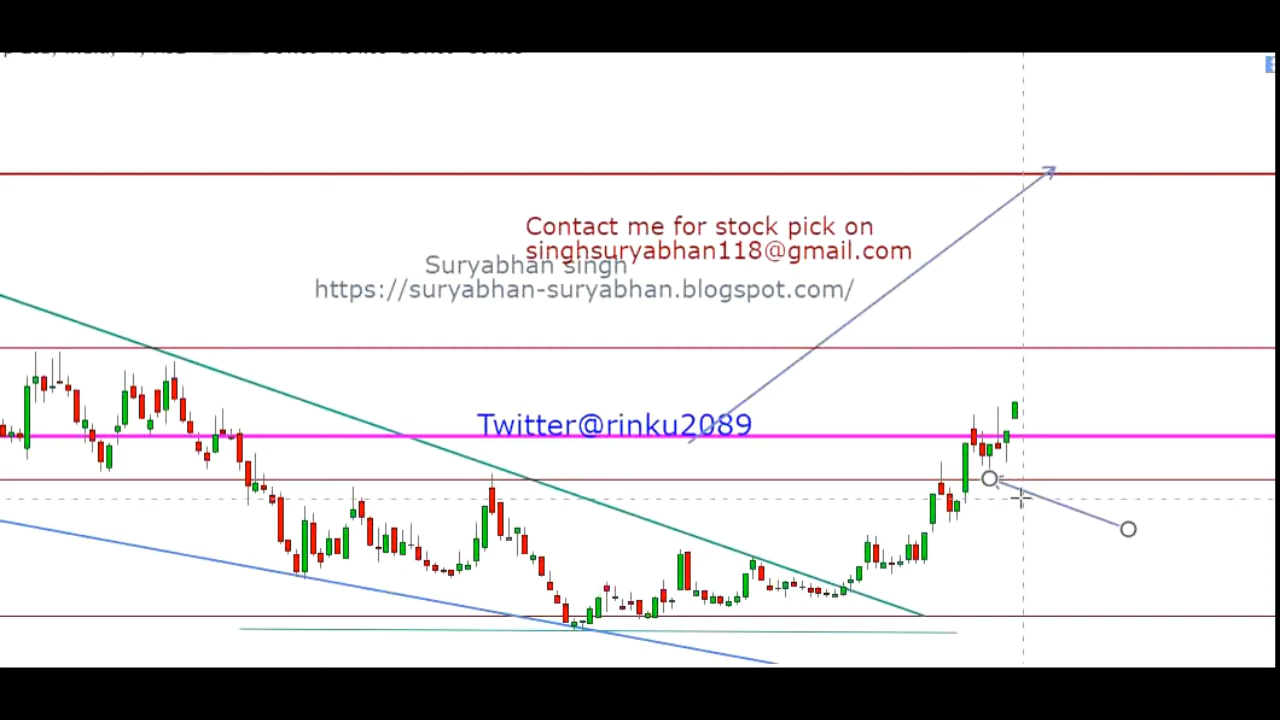 Contact me for stock pick on
singhsuryabhan118@gmail.com
Suryabhan singh
https://suryabhan-suryabhan.blogspot.com/
Twitter@rinku2089